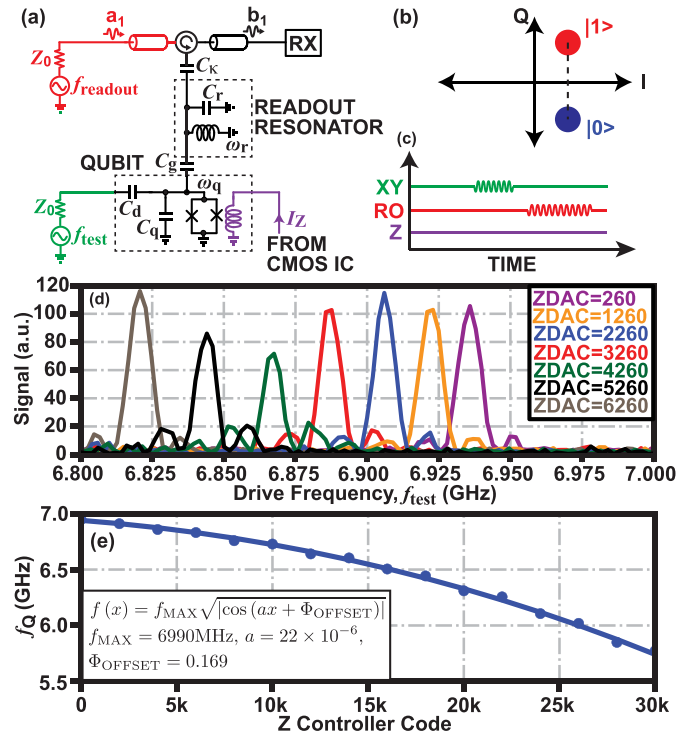 (a)
a1
b1
RX
Z0
freadout
Cκ
Cr
READOUT
RESONATOR
ωr
QUBIT
Cg
ωq
Z0
Cd
Cq
ftest
IZ
FROM
CMOS IC
(b)
Q
|1>
I
|0>
(c)
XY
RO
Z
TIME
(d)
Signal (a.u.)
120
100
80
60
40
20
0
ZDAC=260
ZDAC=1260
ZDAC=2260
ZDAC=3260
ZDAC=4260
ZDAC=5260
ZDAC=6260
6.800 6.825 6.850 6.875 6.900 6.925 6.950 6.975 7.000
Drive Frequency, ftest (GHz)
(e)
fQ (GHz)
7.0
6.5
6.0
5.5
f (x) = fMAX√|cos (ax + ΦOFFSET)|
fMAX = 6990MHz, a = 22 × 10⁻⁶,
ΦOFFSET = 0.169
0 5k 10k 15k 20k 25k 30k
Z Controller Code